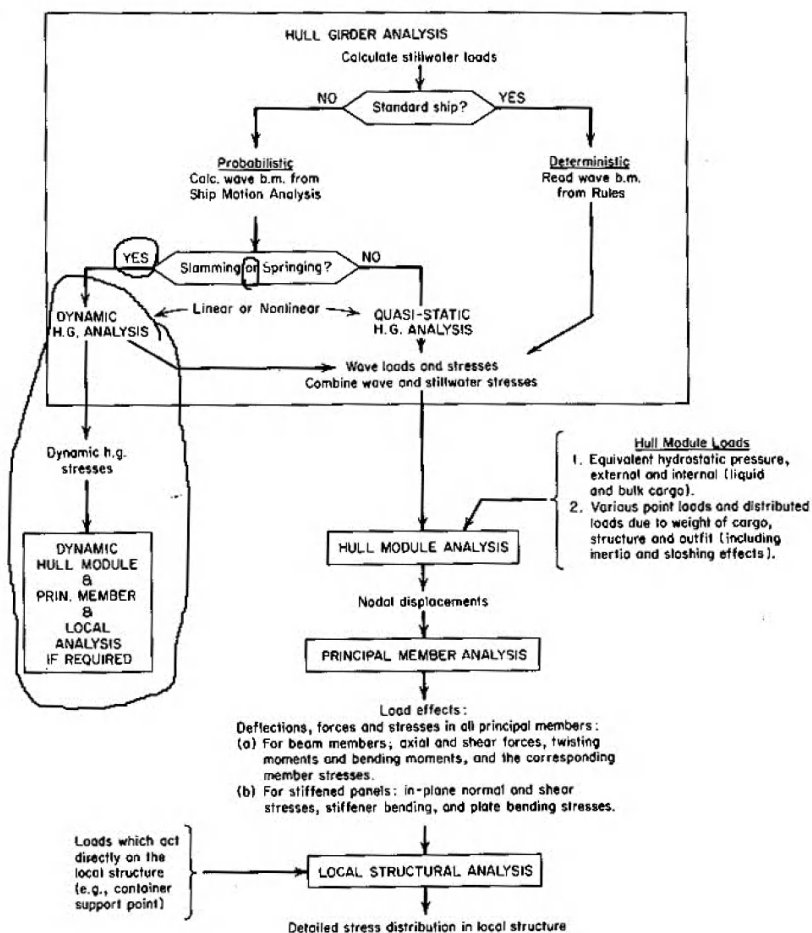 HULL GIRDER ANALYSIS
Calculate stillwater loads
NO
Standard ship?
YES
Probabilistic
Calc. wave b.m. from
Ship Motion Analysis
Deterministic
Read wave b.m.
from Rules
YES
Slamming or Springing?
NO
DYNAMIC
H.G. ANALYSIS
Linear or Nonlinear
QUASI-STATIC
H.G. ANALYSIS
Wave loads and stresses
Combine wave and stillwater stresses
Dynamic h.g.
stresses
DYNAMIC
HULL MODULE
&
PRIN. MEMBER
&
LOCAL
ANALYSIS
IF REQUIRED
Hull Module Loads
1. Equivalent hydrostatic pressure,
external and internal (liquid
and bulk cargo).
2. Various point loads and distributed
loads due to weight of cargo,
structure and outfit (including
inertia and sloshing effects).
HULL MODULE ANALYSIS
Nodal displacements
PRINCIPAL MEMBER ANALYSIS
Load effects:
Deflections, forces and stresses in all principal members:
(a) For beam members; axial and shear forces, twisting
moments and bending moments, and the corresponding
member stresses.
(b) For stiffened panels: in-plane normal and shear
stresses, stiffener bending, and plate bending stresses.
Loads which act
directly on the
local structure
(e.g., container
support point)
LOCAL STRUCTURAL ANALYSIS
Detailed stress distribution in local structure